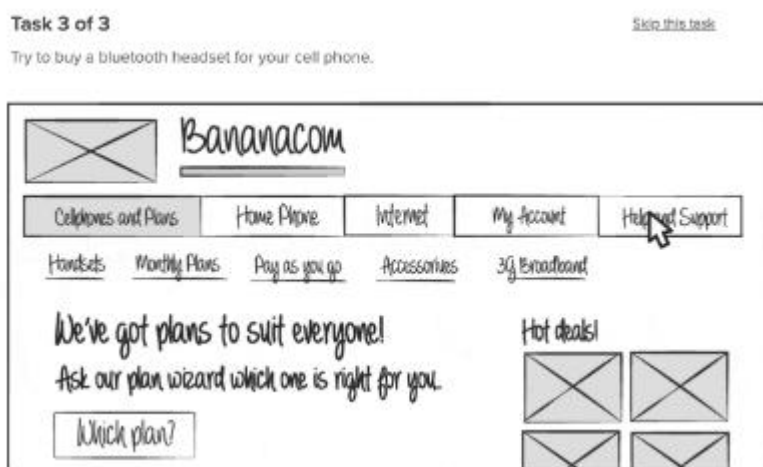 Task 3 of 3
Skip this task
Try to buy a bluetooth headset for your cell phone.
Bananacom
Cellphones and Plans Home Phone Internet My Account Help and Support
Handsets Monthly Plans Pay as you go Accessories 3G Broadband
We've got plans to suit everyone!
Hot deals!
Ask our plan wizard which one is right for you.
Which plan?